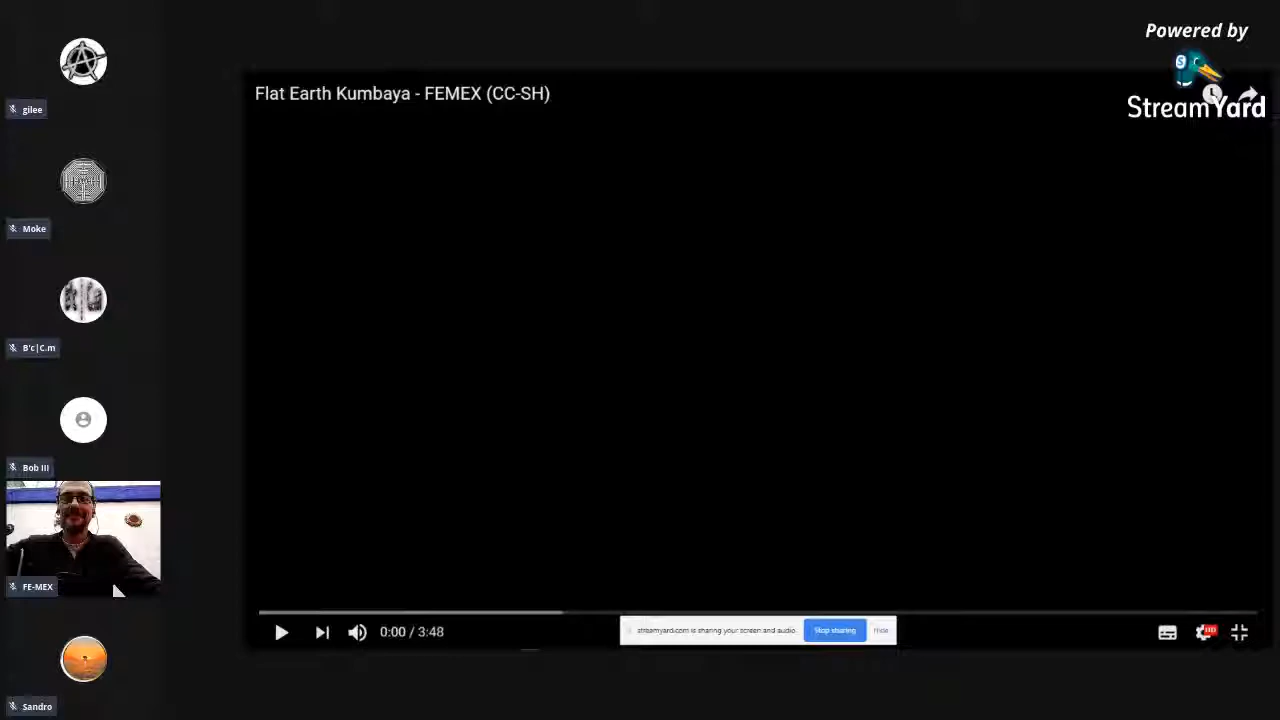 Powered by
StreamYard
Flat Earth Kumbaya - FEMEX (CC-SH)
gilee
Moke
B'c|C.m
Bob III
FE-MEX
Sandro
0:00 / 3:48
streamyard.com is sharing your screen and audio.
Stop sharing
Hide
HD